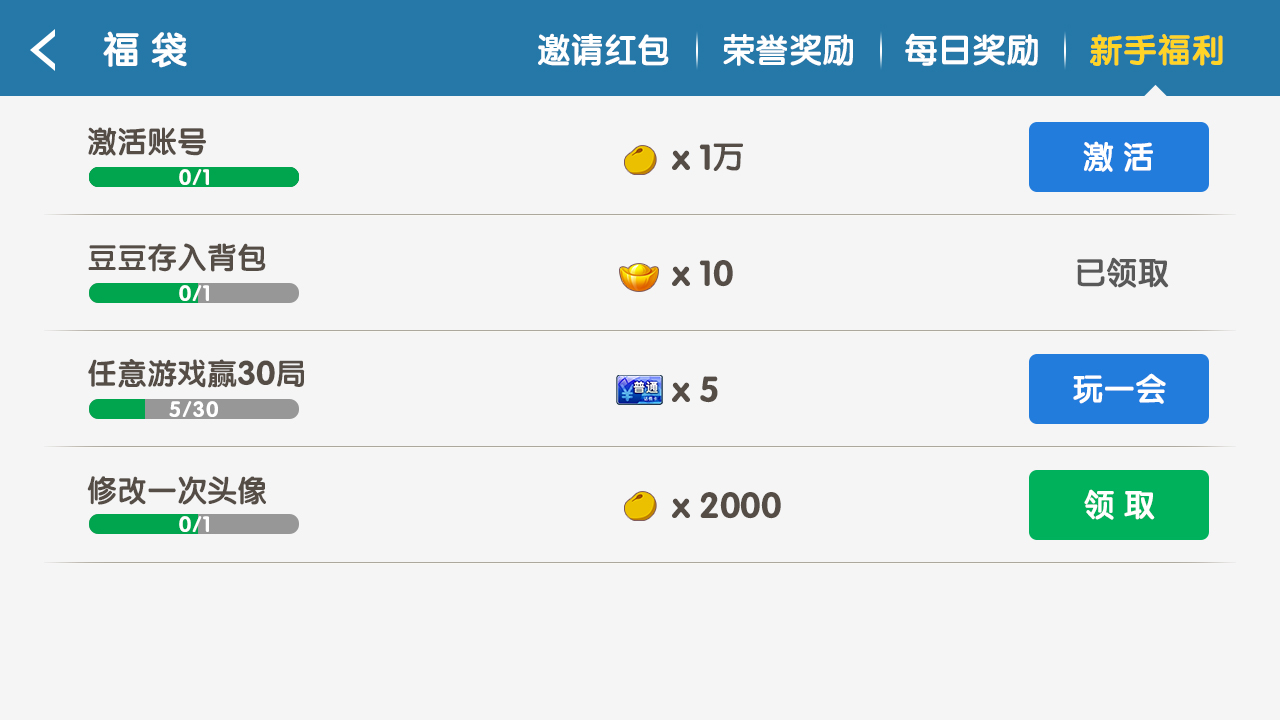 福 袋
邀请红包
荣誉奖励
每日奖励
新手福利
激活账号
0/1
x 1万
激 活
豆豆存入背包
0/1
x 10
已领取
任意游戏赢30局
5/30
普通
x 5
玩一会
修改一次头像
0/1
x 2000
领 取